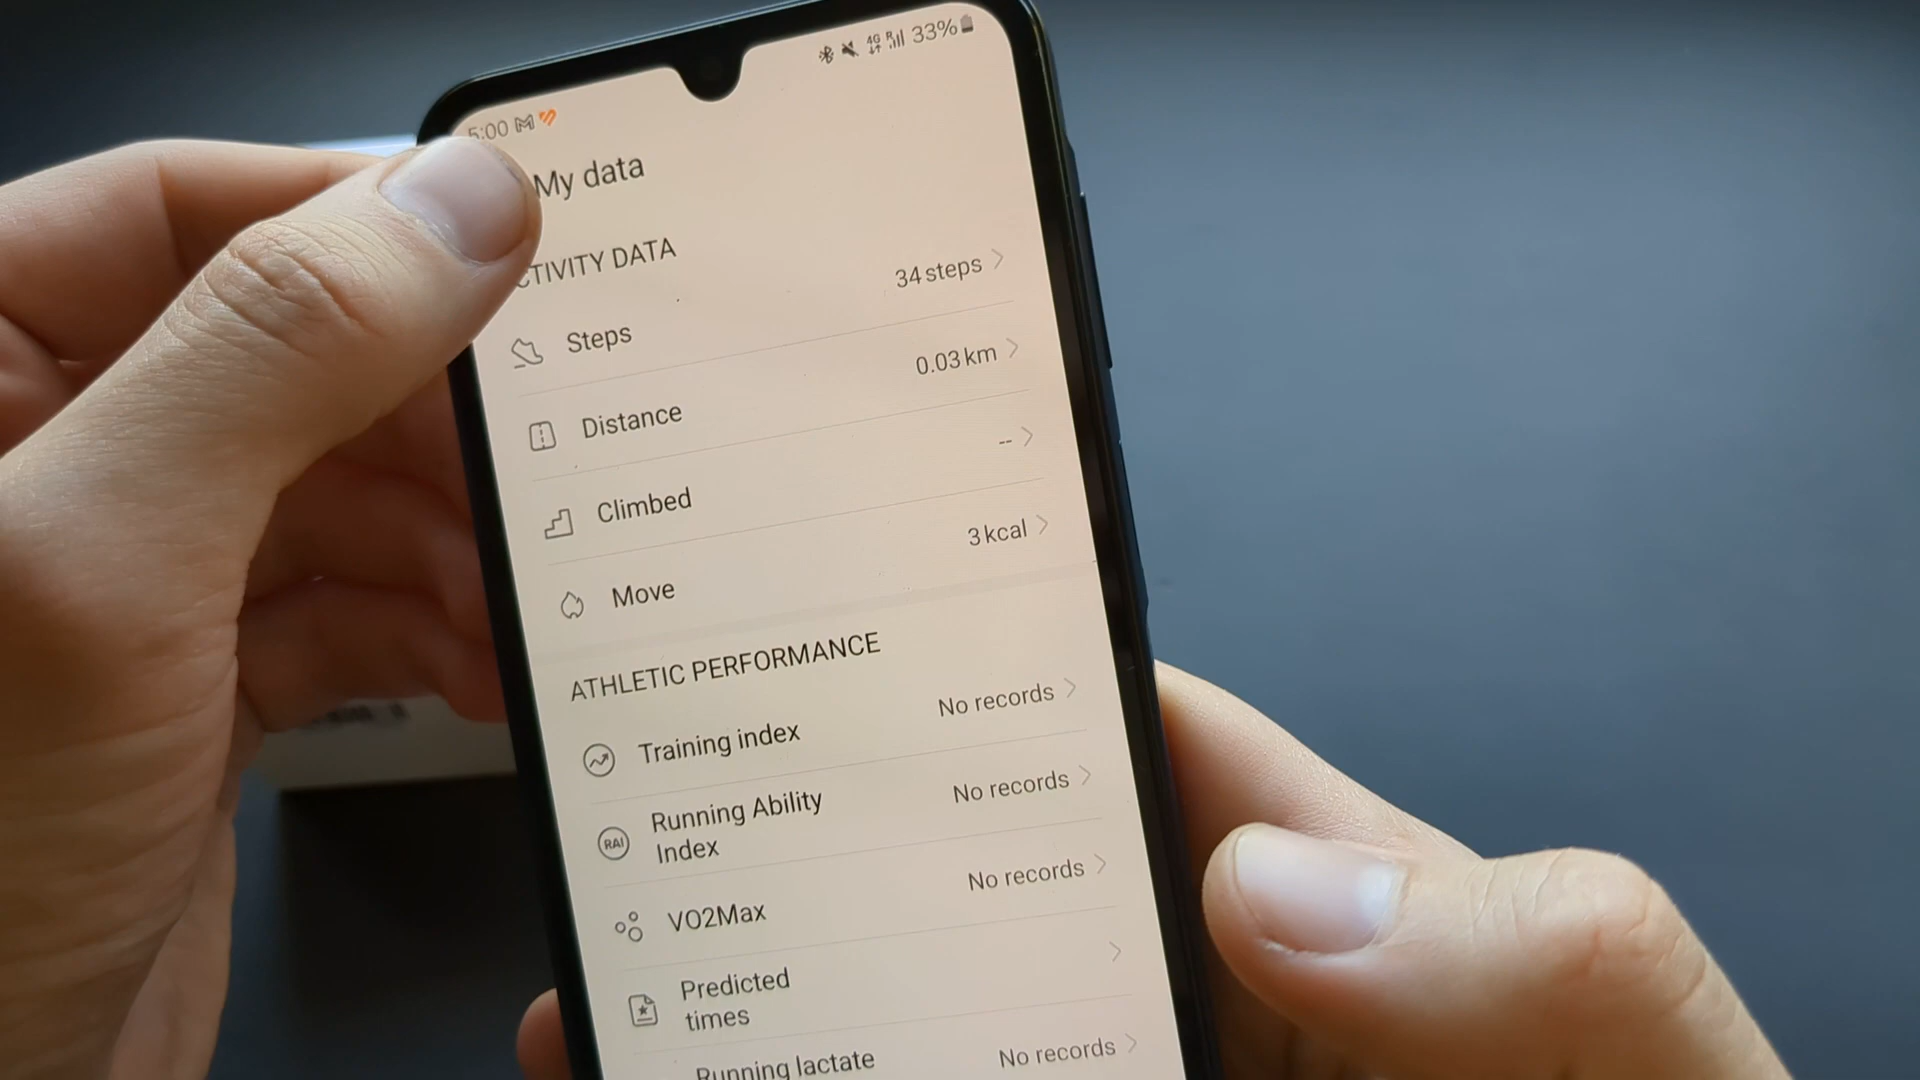 5:00 4G R 33%
My data
CTIVITY DATA
Steps 34 steps
Distance 0.03 km
Climbed --
Move 3 kcal
ATHLETIC PERFORMANCE
Training index No records
Running Ability
Index No records
RAI
VO2Max No records
Predicted
times
Running lactate No records